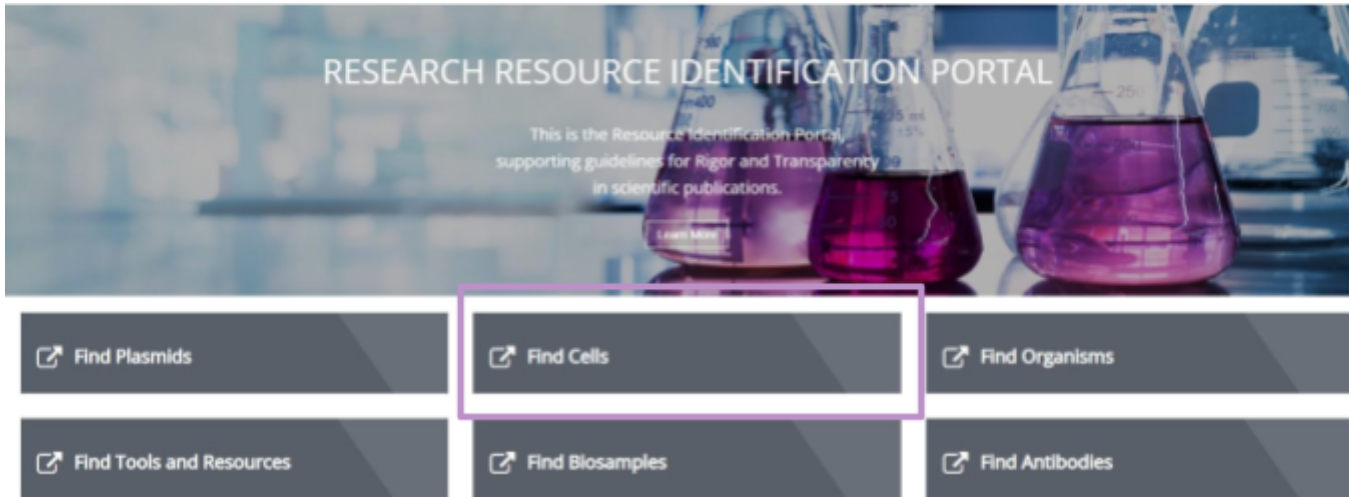 RESEARCH RESOURCE IDENTIFICATION PORTAL
This is the Resource Identification Portal,
supporting guidelines for Rigor and Transparency
in scientific publications.
Learn More
Find Plasmids
Find Cells
Find Organisms
Find Tools and Resources
Find Biosamples
Find Antibodies